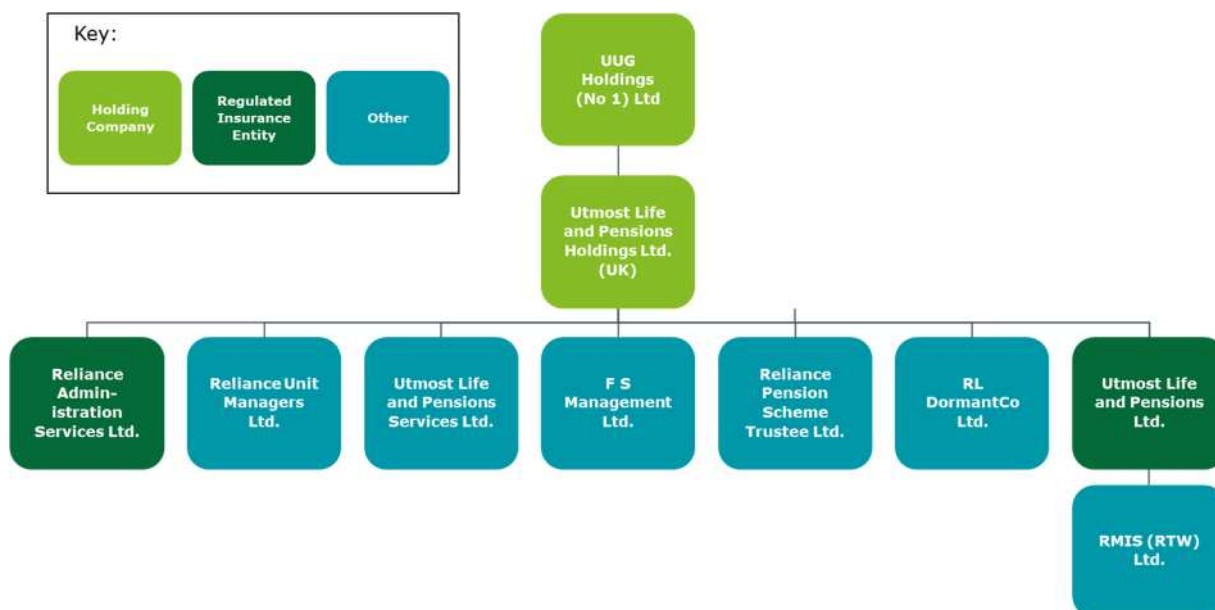 Key:
Holding
Company
Regulated
Insurance
Entity
Other
UUG
Holdings
(No 1) Ltd
Utmost Life
and Pensions
Holdings Ltd.
(UK)
Reliance
Admin-
istration
Services Ltd.
Reliance Unit
Managers
Ltd.
Utmost Life
and Pensions
Services Ltd.
F S
Management
Ltd.
Reliance
Pension
Scheme
Trustee Ltd.
RL
DormantCo
Ltd.
Utmost Life
and Pensions Ltd.
RMIS (RTW)
Ltd.